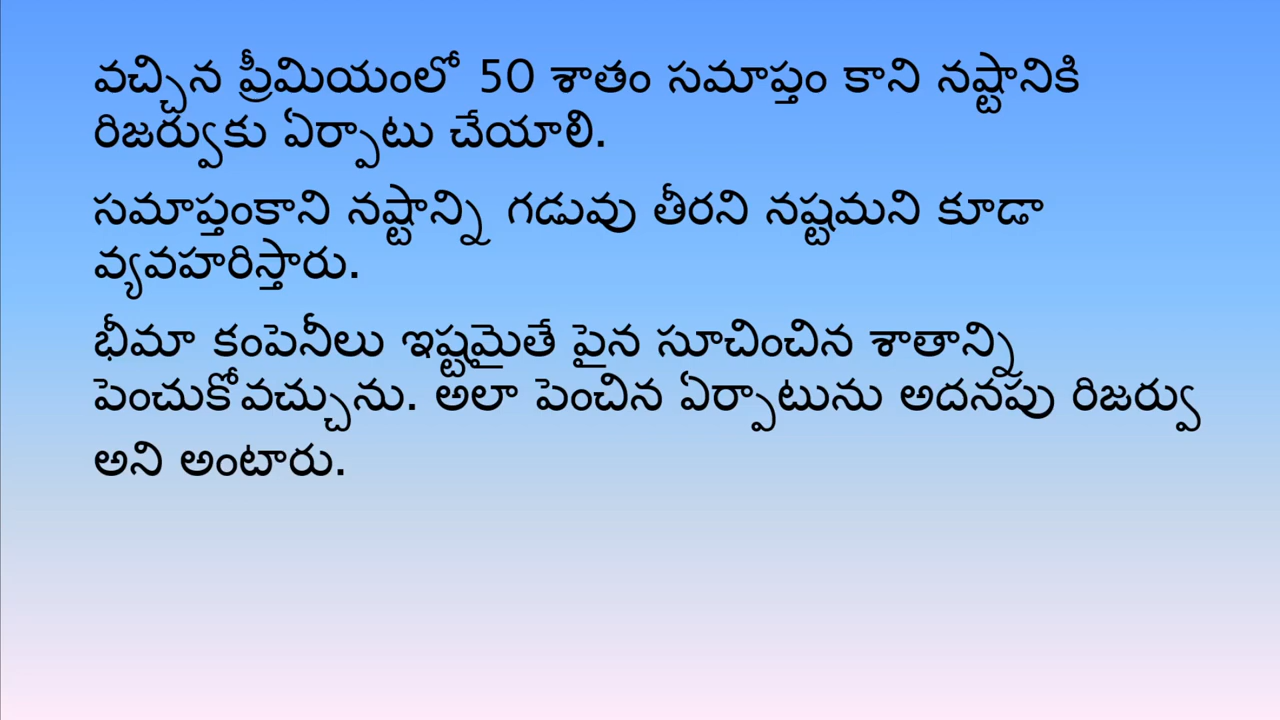 వచ్చిన ప్రీమియంలో 50 శాతం సమాప్తం కాని నష్టానికి
రిజర్వుకు ఏర్పాటు చేయాలి.
సమాప్తంకాని నష్టాన్ని గడువు తీరని నష్టమని కూడా
వ్యవహరిస్తారు.
భీమా కంపెనీలు ఇష్టమైతే పైన సూచించిన శాతాన్ని
పెంచుకోవచ్చును. అలా పెంచిన ఏర్పాటును అదనపు రిజర్వు
అని అంటారు.